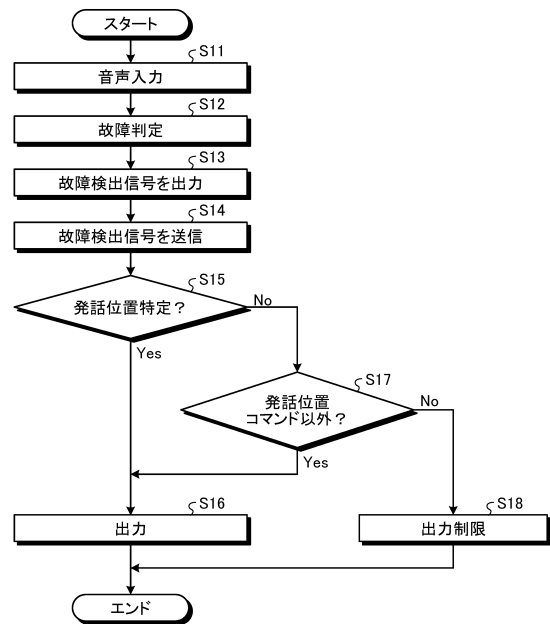 スタート
S11
音声入力
S12
故障判定
S13
故障検出信号を出力
S14
故障検出信号を送信
S15
発話位置特定？
No
Yes
S17
発話位置
コマンド以外？
No
Yes
S16
出力
S18
出力制限
エンド